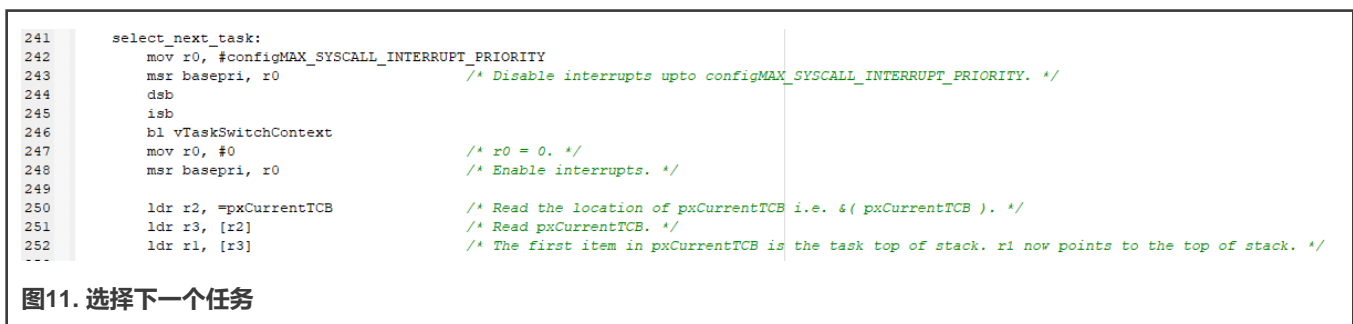 241 select_next_task:
242 mov r0, #configMAX_SYSCALL_INTERRUPT_PRIORITY
243 msr basepri, r0 /* Disable interrupts upto configMAX_SYSCALL_INTERRUPT_PRIORITY. */
244 dsb
245 isb
246 bl vTaskSwitchContext
247 mov r0, #0 /* r0 = 0. */
248 msr basepri, r0 /* Enable interrupts. */
249
250 ldr r2, =pxCurrentTCB /* Read the location of pxCurrentTCB i.e. &( pxCurrentTCB ). */
251 ldr r3, [r2] /* Read pxCurrentTCB. */
252 ldr r1, [r3] /* The first item in pxCurrentTCB is the task top of stack. r1 now points to the top of stack. */
图11. 选择下一个任务